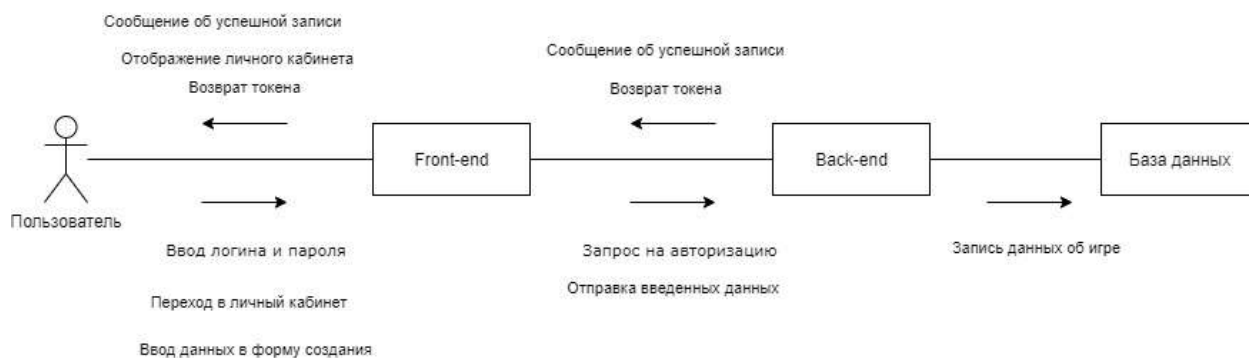 Сообщение об успешной записи
Отображение личного кабинета
Возврат токена
Сообщение об успешной записи
Возврат токена
Front-end
Back-end
База данных
Пользователь
Ввод логина и пароля
Переход в личный кабинет
Ввод данных в форму создания
Запрос на авторизацию
Отправка введенных данных
Запись данных об игре